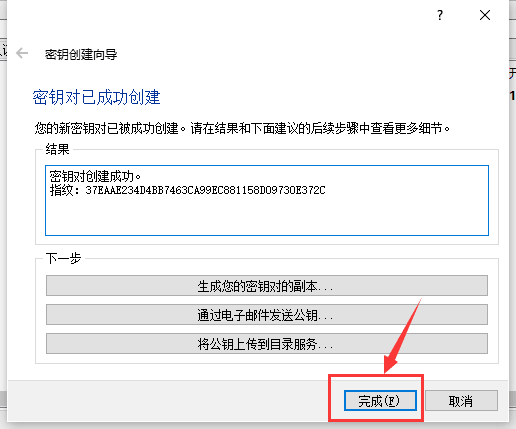 ?
密钥创建向导
密钥对已成功创建
您的新密钥对已被成功创建。请在结果和下面建议的后续步骤中查看更多细节。
结果
密钥对创建成功。
指纹: 37EAAE234D4BB7463CA99EC881158D09730E372C
下一步
生成您的密钥对的副本...
通过电子邮件发送公钥...
将公钥上传到目录服务...
完成(F)
取消